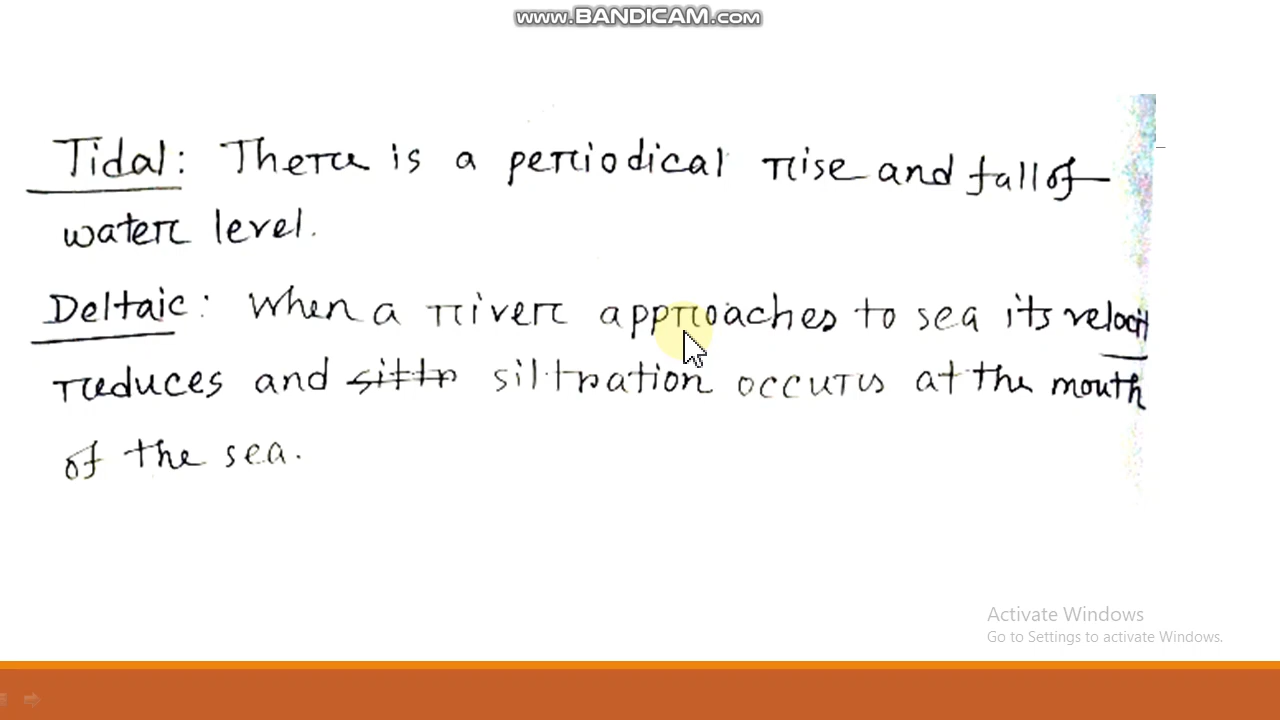 www.BANDICAM.com
Tidal: There is a periodical rise and fall of
water level.
Deltaic: When a river approaches to sea its velocit
reduces and siltration occurs at the mouth
of the sea.
Activate Windows
Go to Settings to activate Windows.